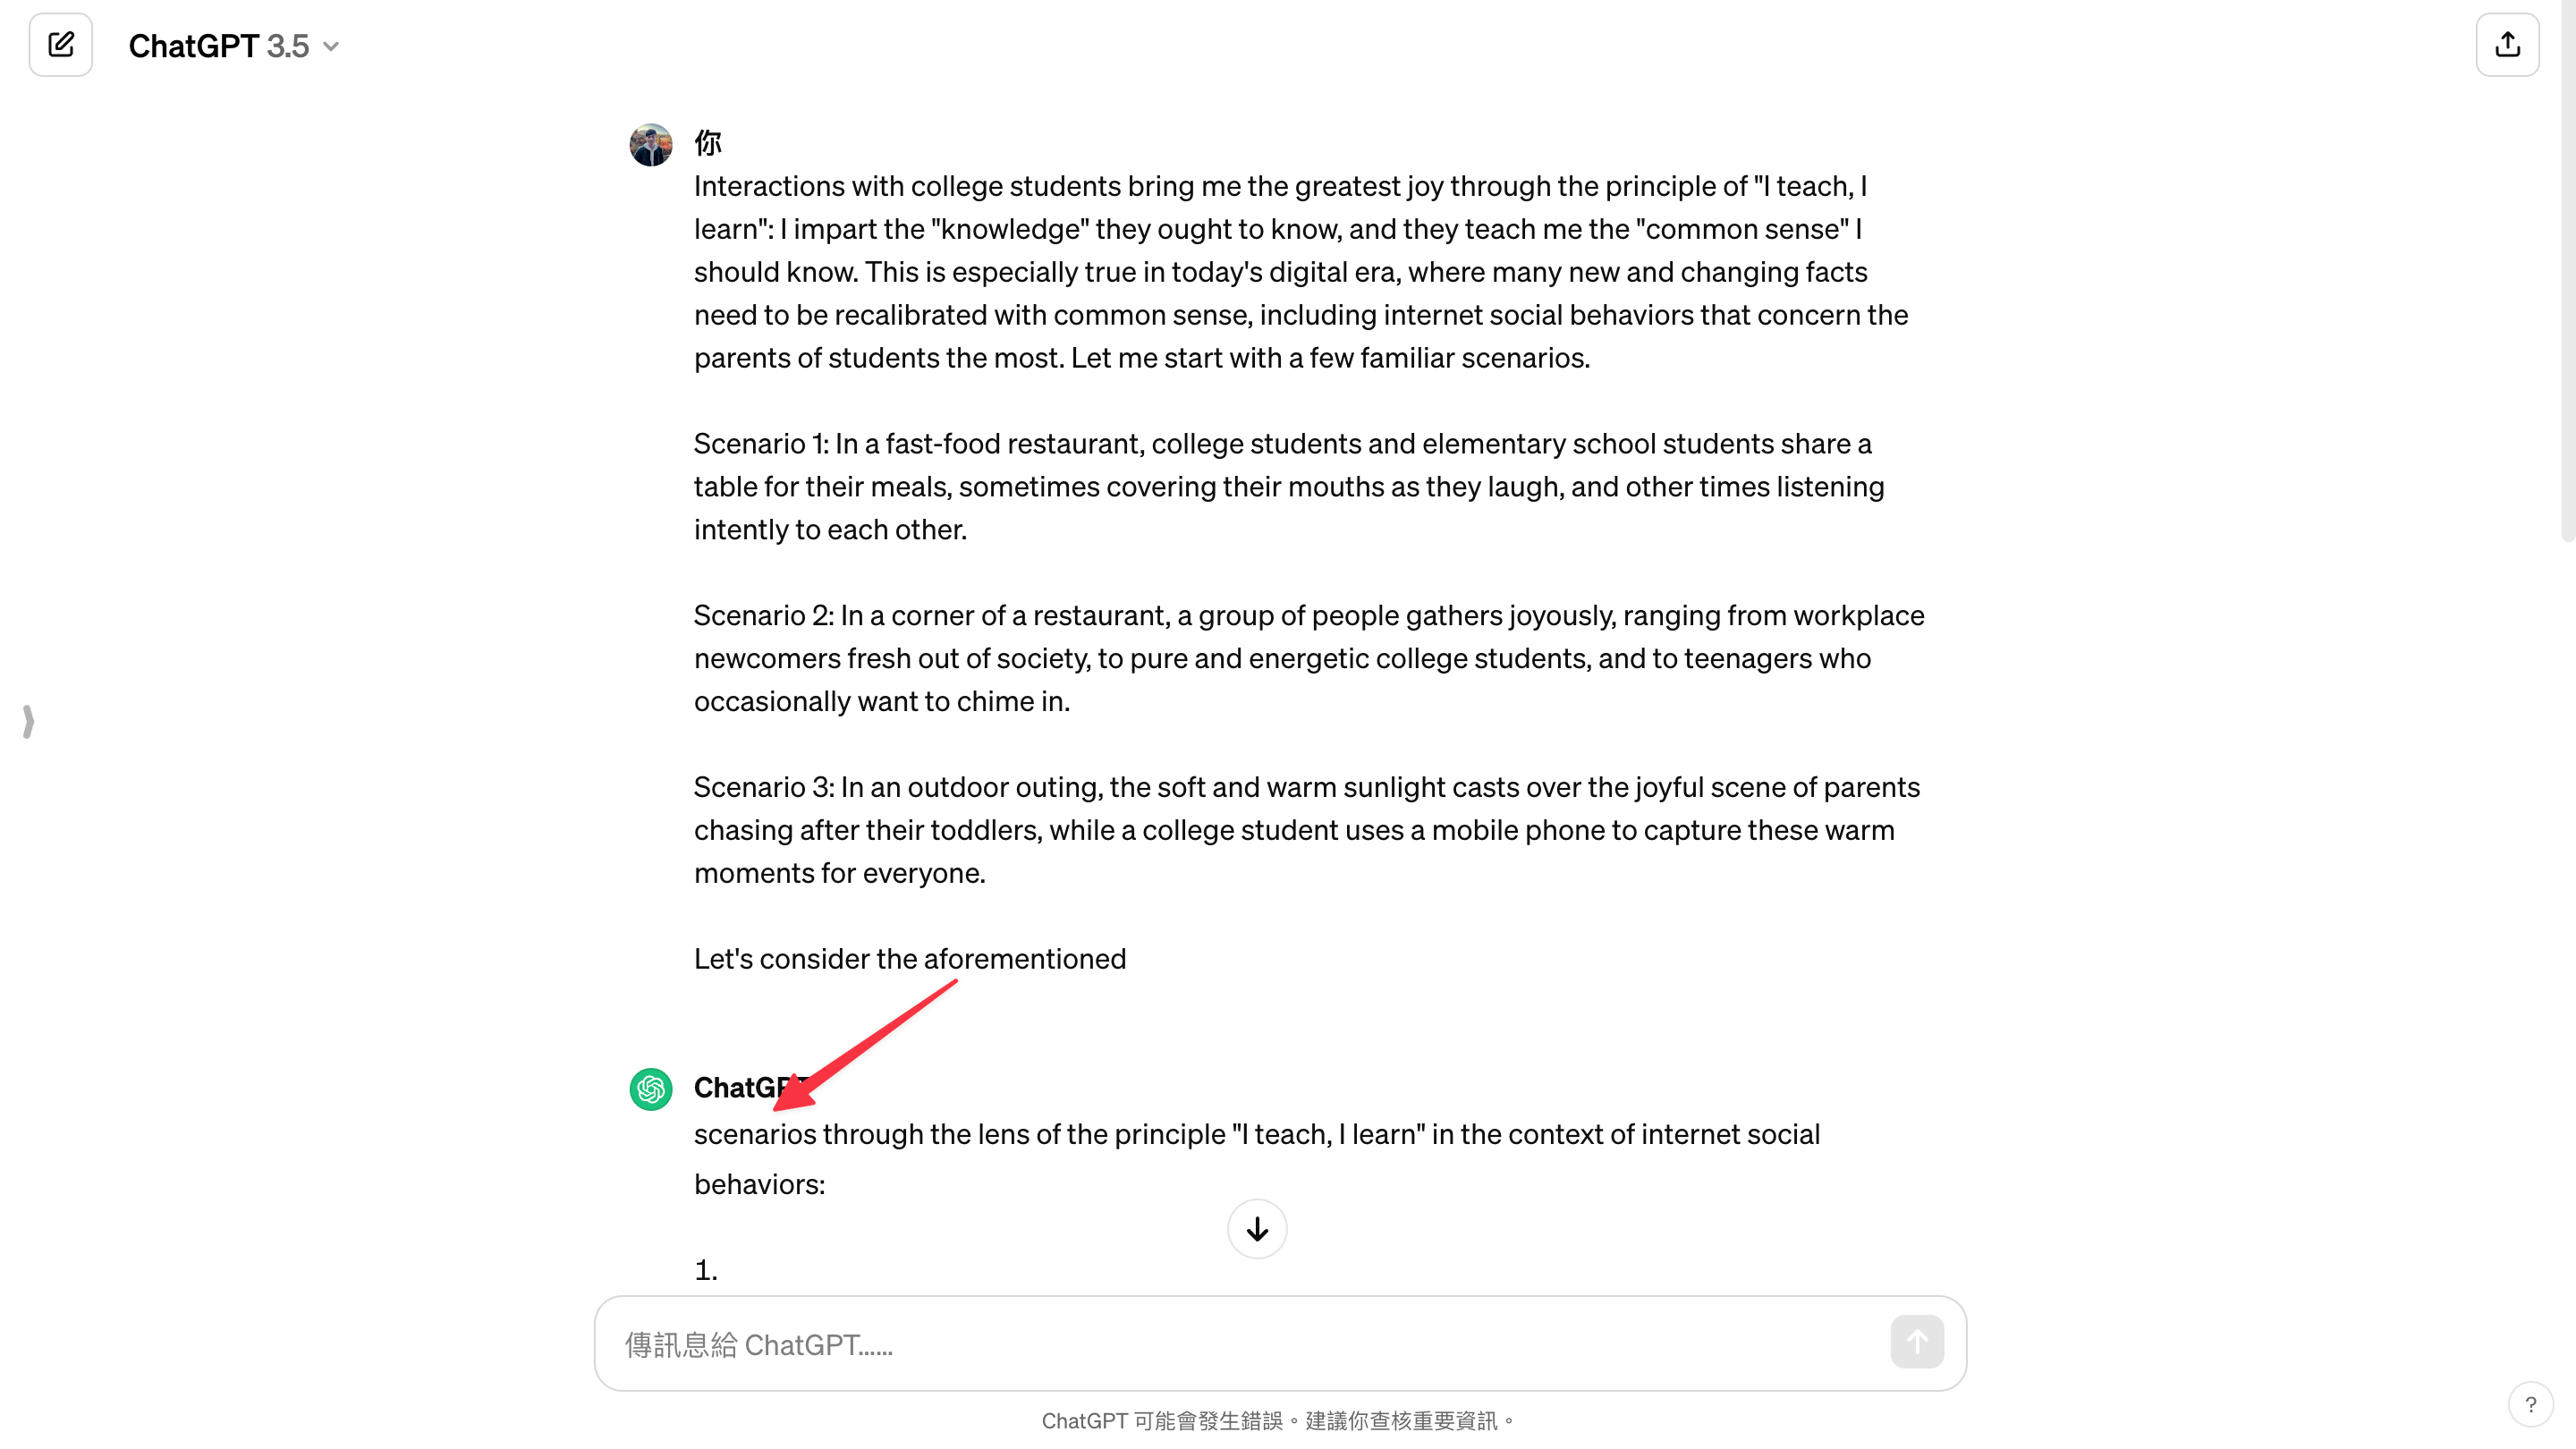 ChatGPT 3.5
你
Interactions with college students bring me the greatest joy through the principle of "I teach, I
learn": I impart the "knowledge" they ought to know, and they teach me the "common sense" I
should know. This is especially true in today's digital era, where many new and changing facts
need to be recalibrated with common sense, including internet social behaviors that concern the
parents of students the most. Let me start with a few familiar scenarios.
Scenario 1: In a fast-food restaurant, college students and elementary school students share a
table for their meals, sometimes covering their mouths as they laugh, and other times listening
intently to each other.
Scenario 2: In a corner of a restaurant, a group of people gathers joyously, ranging from workplace
newcomers fresh out of society, to pure and energetic college students, and to teenagers who
occasionally want to chime in.
Scenario 3: In an outdoor outing, the soft and warm sunlight casts over the joyful scene of parents
chasing after their toddlers, while a college student uses a mobile phone to capture these warm
moments for everyone.
Let's consider the aforementioned
ChatGPT
scenarios through the lens of the principle "I teach, I learn" in the context of internet social
behaviors:
1.
傳訊息給 ChatGPT......
ChatGPT 可能會發生錯誤。建議你查核重要資訊。
?